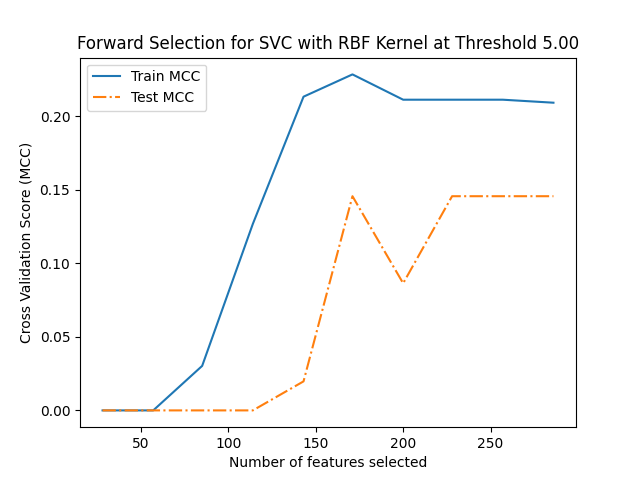 Forward Selection for SVC with RBF Kernel at Threshold 5.00
Train MCC
Test MCC
Cross Validation Score (MCC)
0.20
0.15
0.10
0.05
0.00
50
100
150
200
250
Number of features selected